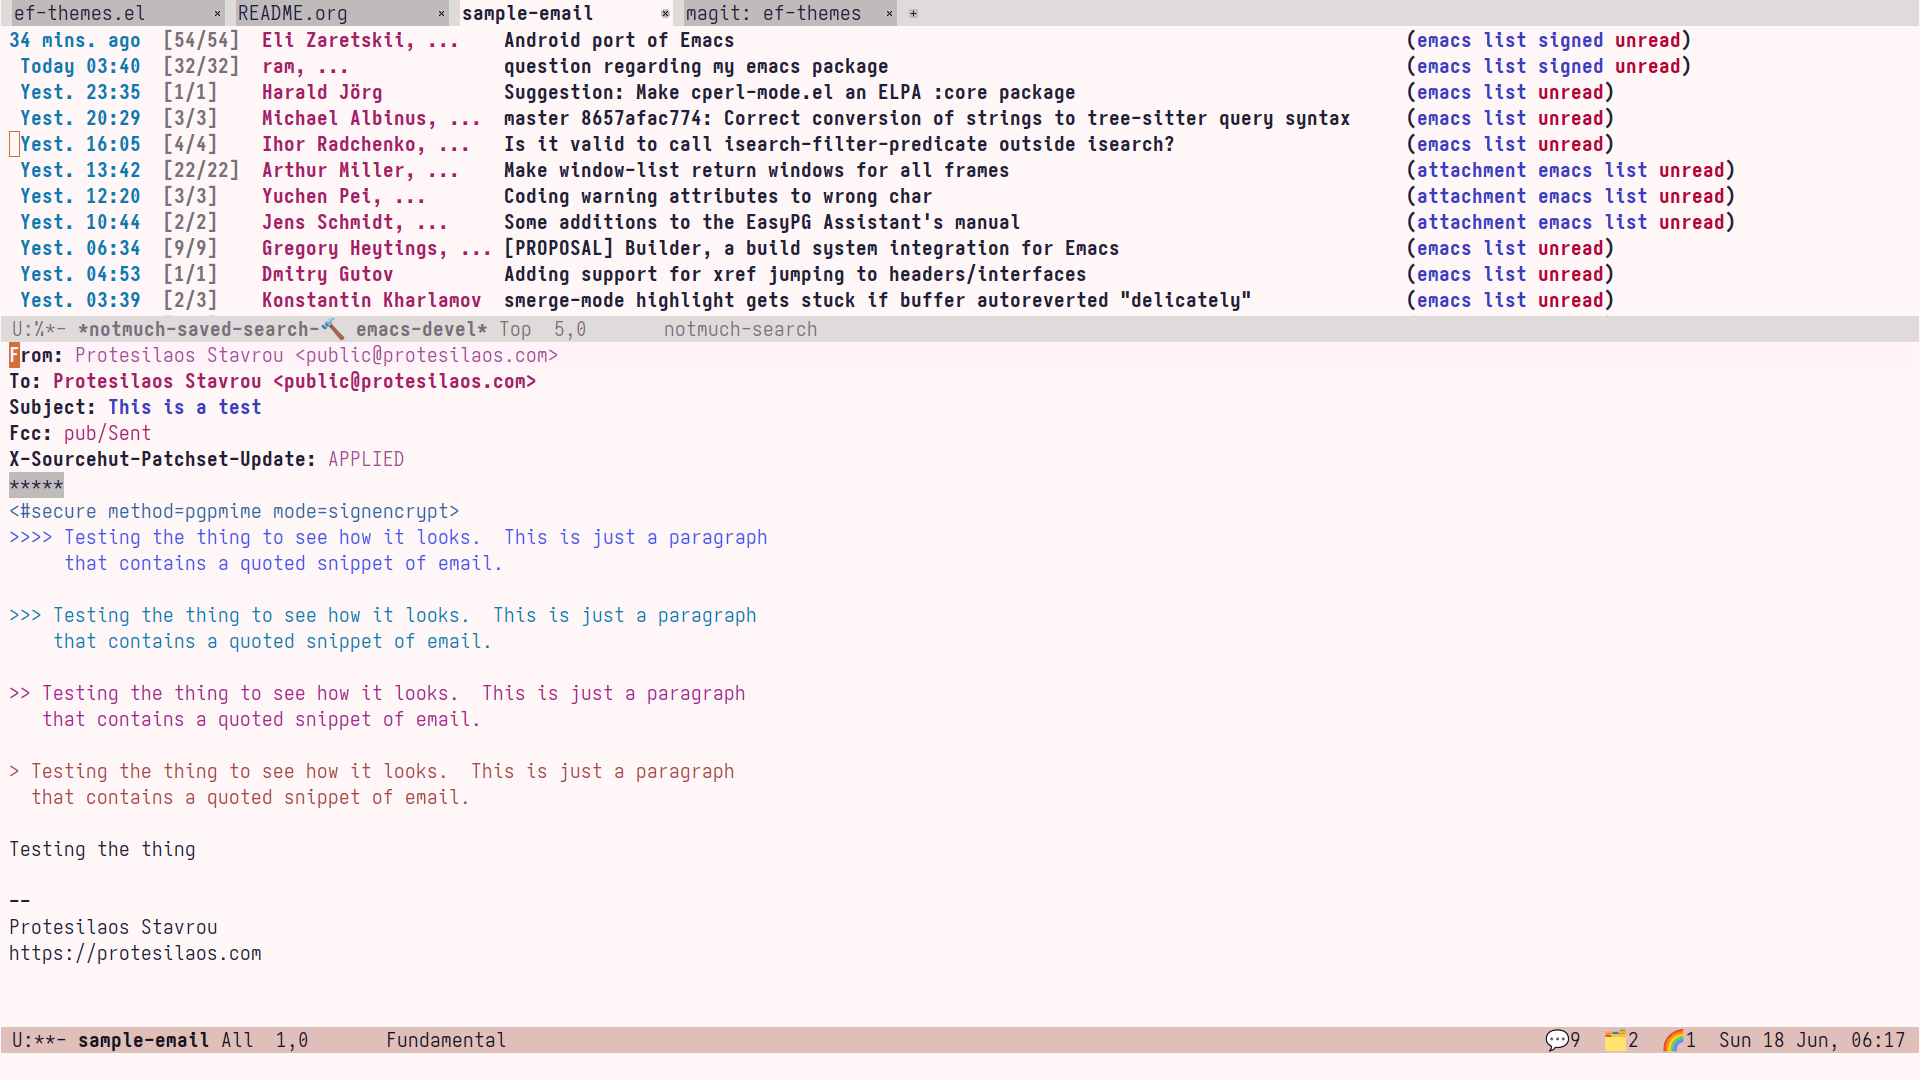 ef-themes.el × README.org × sample-email × magit: ef-themes × +
34 mins. ago [54/54] Eli Zaretskii, ... Android port of Emacs (emacs list signed unread)
Today 03:40 [32/32] ram, ... question regarding my emacs package (emacs list signed unread)
Yest. 23:35 [1/1] Harald Jörg Suggestion: Make cperl-mode.el an ELPA :core package (emacs list unread)
Yest. 20:29 [3/3] Michael Albinus, ... master 8657afac774: Correct conversion of strings to tree-sitter query syntax (emacs list unread)
Yest. 16:05 [4/4] Ihor Radchenko, ... Is it valid to call isearch-filter-predicate outside isearch? (emacs list unread)
Yest. 13:42 [22/22] Arthur Miller, ... Make window-list return windows for all frames (attachment emacs list unread)
Yest. 12:20 [3/3] Yuchen Pei, ... Coding warning attributes to wrong char (attachment emacs list unread)
Yest. 10:44 [2/2] Jens Schmidt, ... Some additions to the EasyPG Assistant's manual (attachment emacs list unread)
Yest. 06:34 [9/9] Gregory Heytings, ... [PROPOSAL] Builder, a build system integration for Emacs (emacs list unread)
Yest. 04:53 [1/1] Dmitry Gutov Adding support for xref jumping to headers/interfaces (emacs list unread)
Yest. 03:39 [2/3] Konstantin Kharlamov smerge-mode highlight gets stuck if buffer autoreverted "delicately" (emacs list unread)
U:%*- *notmuch-saved-search-🔨 emacs-devel* Top 5,0 notmuch-search
From: Protesilaos Stavrou <public@protesilaos.com>
To: Protesilaos Stavrou <public@protesilaos.com>
Subject: This is a test
Fcc: pub/Sent
X-Sourcehut-Patchset-Update: APPLIED
*****
<#secure method=pgpmime mode=signencrypt>
>>>> Testing the thing to see how it looks. This is just a paragraph
that contains a quoted snippet of email.
>>> Testing the thing to see how it looks. This is just a paragraph
that contains a quoted snippet of email.
>> Testing the thing to see how it looks. This is just a paragraph
that contains a quoted snippet of email.
> Testing the thing to see how it looks. This is just a paragraph
that contains a quoted snippet of email.
Testing the thing
--
Protesilaos Stavrou
https://protesilaos.com
U:**- sample-email All 1,0 Fundamental 💬9 🗂️2 🌈1 Sun 18 Jun, 06:17